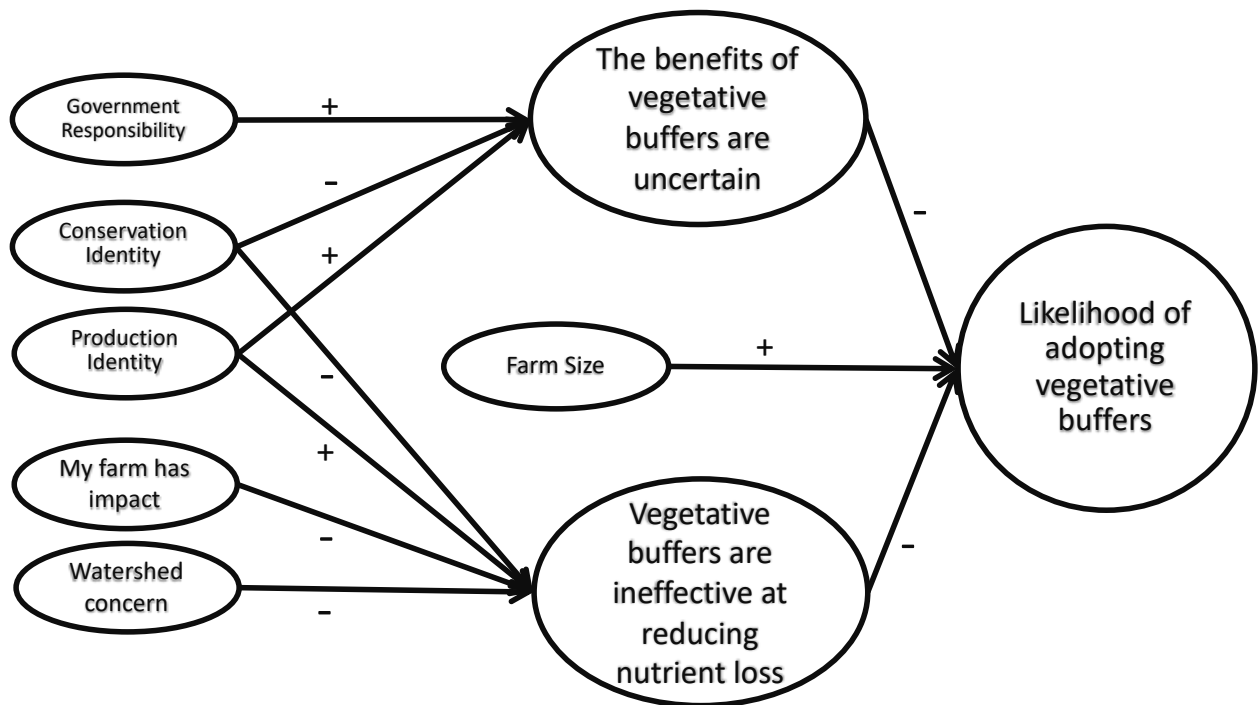 Government
Responsibility
+
The benefits of
vegetative
buffers are
uncertain
-
Conservation
Identity
+
-
Production
Identity
-
Farm Size
+
Likelihood of
adopting
vegetative
buffers
+
My farm has
impact
-
Vegetative
buffers are
ineffective at
reducing
nutrient loss
-
Watershed
concern
-